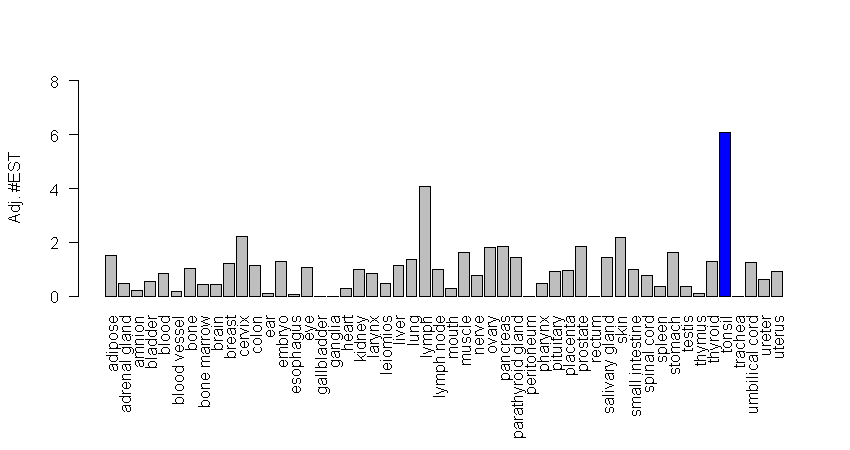 Adj. #EST
8
6
4
2
0
adipose
adrenal gland
amnion
bladder
blood
blood vessel
bone
bone marrow
brain
breast
cervix
colon
ear
embryo
esophagus
eye
gallbladder
ganglia
heart
kidney
larynx
leiomios
liver
lung
lymph
lymph node
mouth
muscle
nerve
ovary
pancreas
parathyroid gland
peritoneum
pharynx
pituitary
placenta
prostate
rectum
salivary gland
skin
small intestine
spinal cord
spleen
stomach
testis
thymus
thyroid
tonsil
trachea
umbilical cord
ureter
uterus